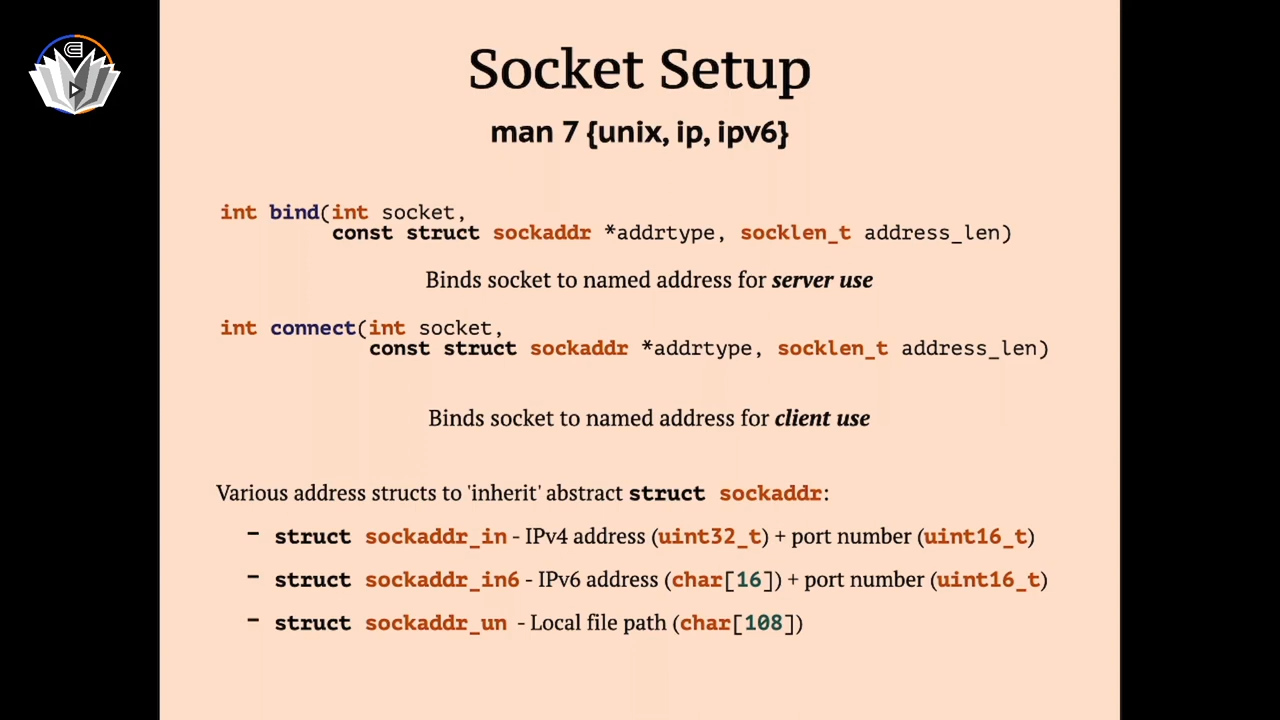 Socket Setup
man 7 {unix, ip, ipv6}
int bind(int socket,
const struct sockaddr *addrtype, socklen_t address_len)
Binds socket to named address for server use
int connect(int socket,
const struct sockaddr *addrtype, socklen_t address_len)
Binds socket to named address for client use
Various address structs to 'inherit' abstract struct sockaddr:
- struct sockaddr_in - IPv4 address (uint32_t) + port number (uint16_t)
- struct sockaddr_in6 - IPv6 address (char[16]) + port number (uint16_t)
- struct sockaddr_un - Local file path (char[108])